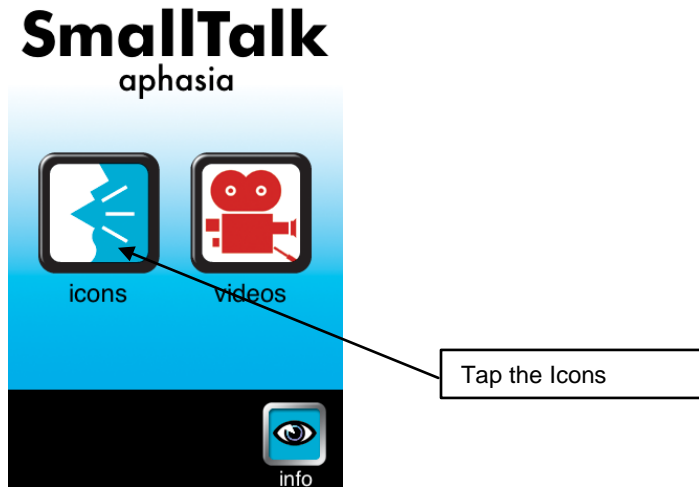 SmallTalk
aphasia
icons videos
Tap the Icons
info